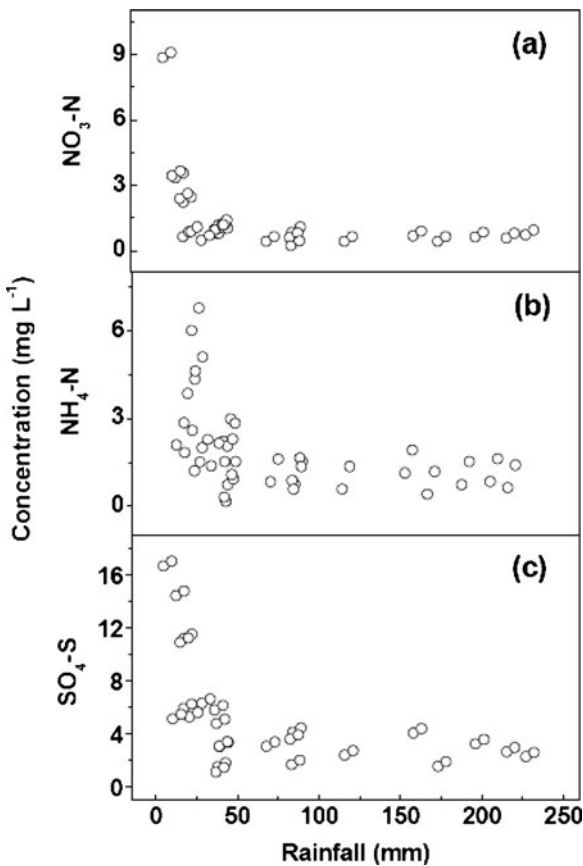 (a)
9
6
3
0
NO₃-N
(b)
6
3
0
NH₄-N
Concentration (mg L⁻¹)
(c)
16
12
8
4
0
SO₄-S
0 50 100 150 200 250
Rainfall (mm)